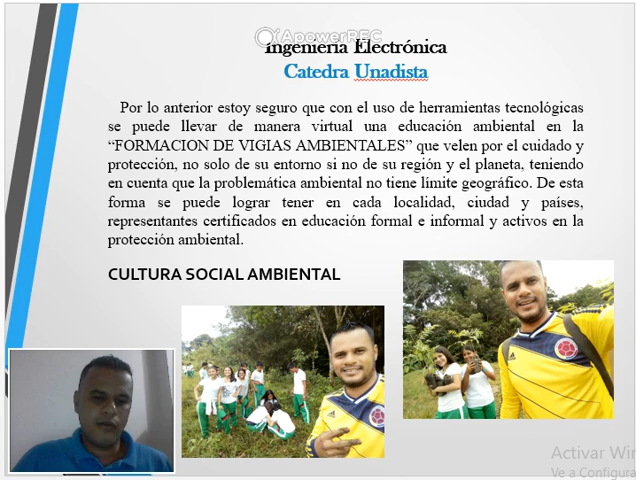 ApowerREC
Ingeniería Electrónica
Catedra Unadista
Por lo anterior estoy seguro que con el uso de herramientas tecnológicas
se puede llevar de manera virtual una educación ambiental en la
“FORMACION DE VIGIAS AMBIENTALES” que velen por el cuidado y
protección, no solo de su entorno si no de su región y el planeta, teniendo
en cuenta que la problemática ambiental no tiene límite geográfico. De esta
forma se puede lograr tener en cada localidad, ciudad y países,
representantes certificados en educación formal e informal y activos en la
protección ambiental.
CULTURA SOCIAL AMBIENTAL
Activar Wi
Ve a Configura